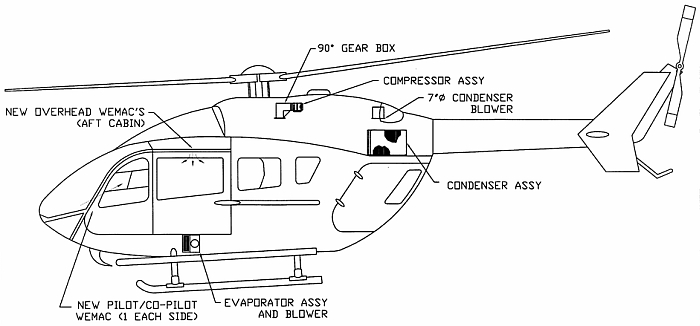 90° GEAR BOX
COMPRESSOR ASSY
7"Ø CONDENSER
BLOWER
NEW OVERHEAD WEMAC'S
(AFT CABIN)
CONDENSER ASSY
NEW PILOT/CO-PILOT
WEMAC (1 EACH SIDE)
EVAPORATOR ASSY
AND BLOWER